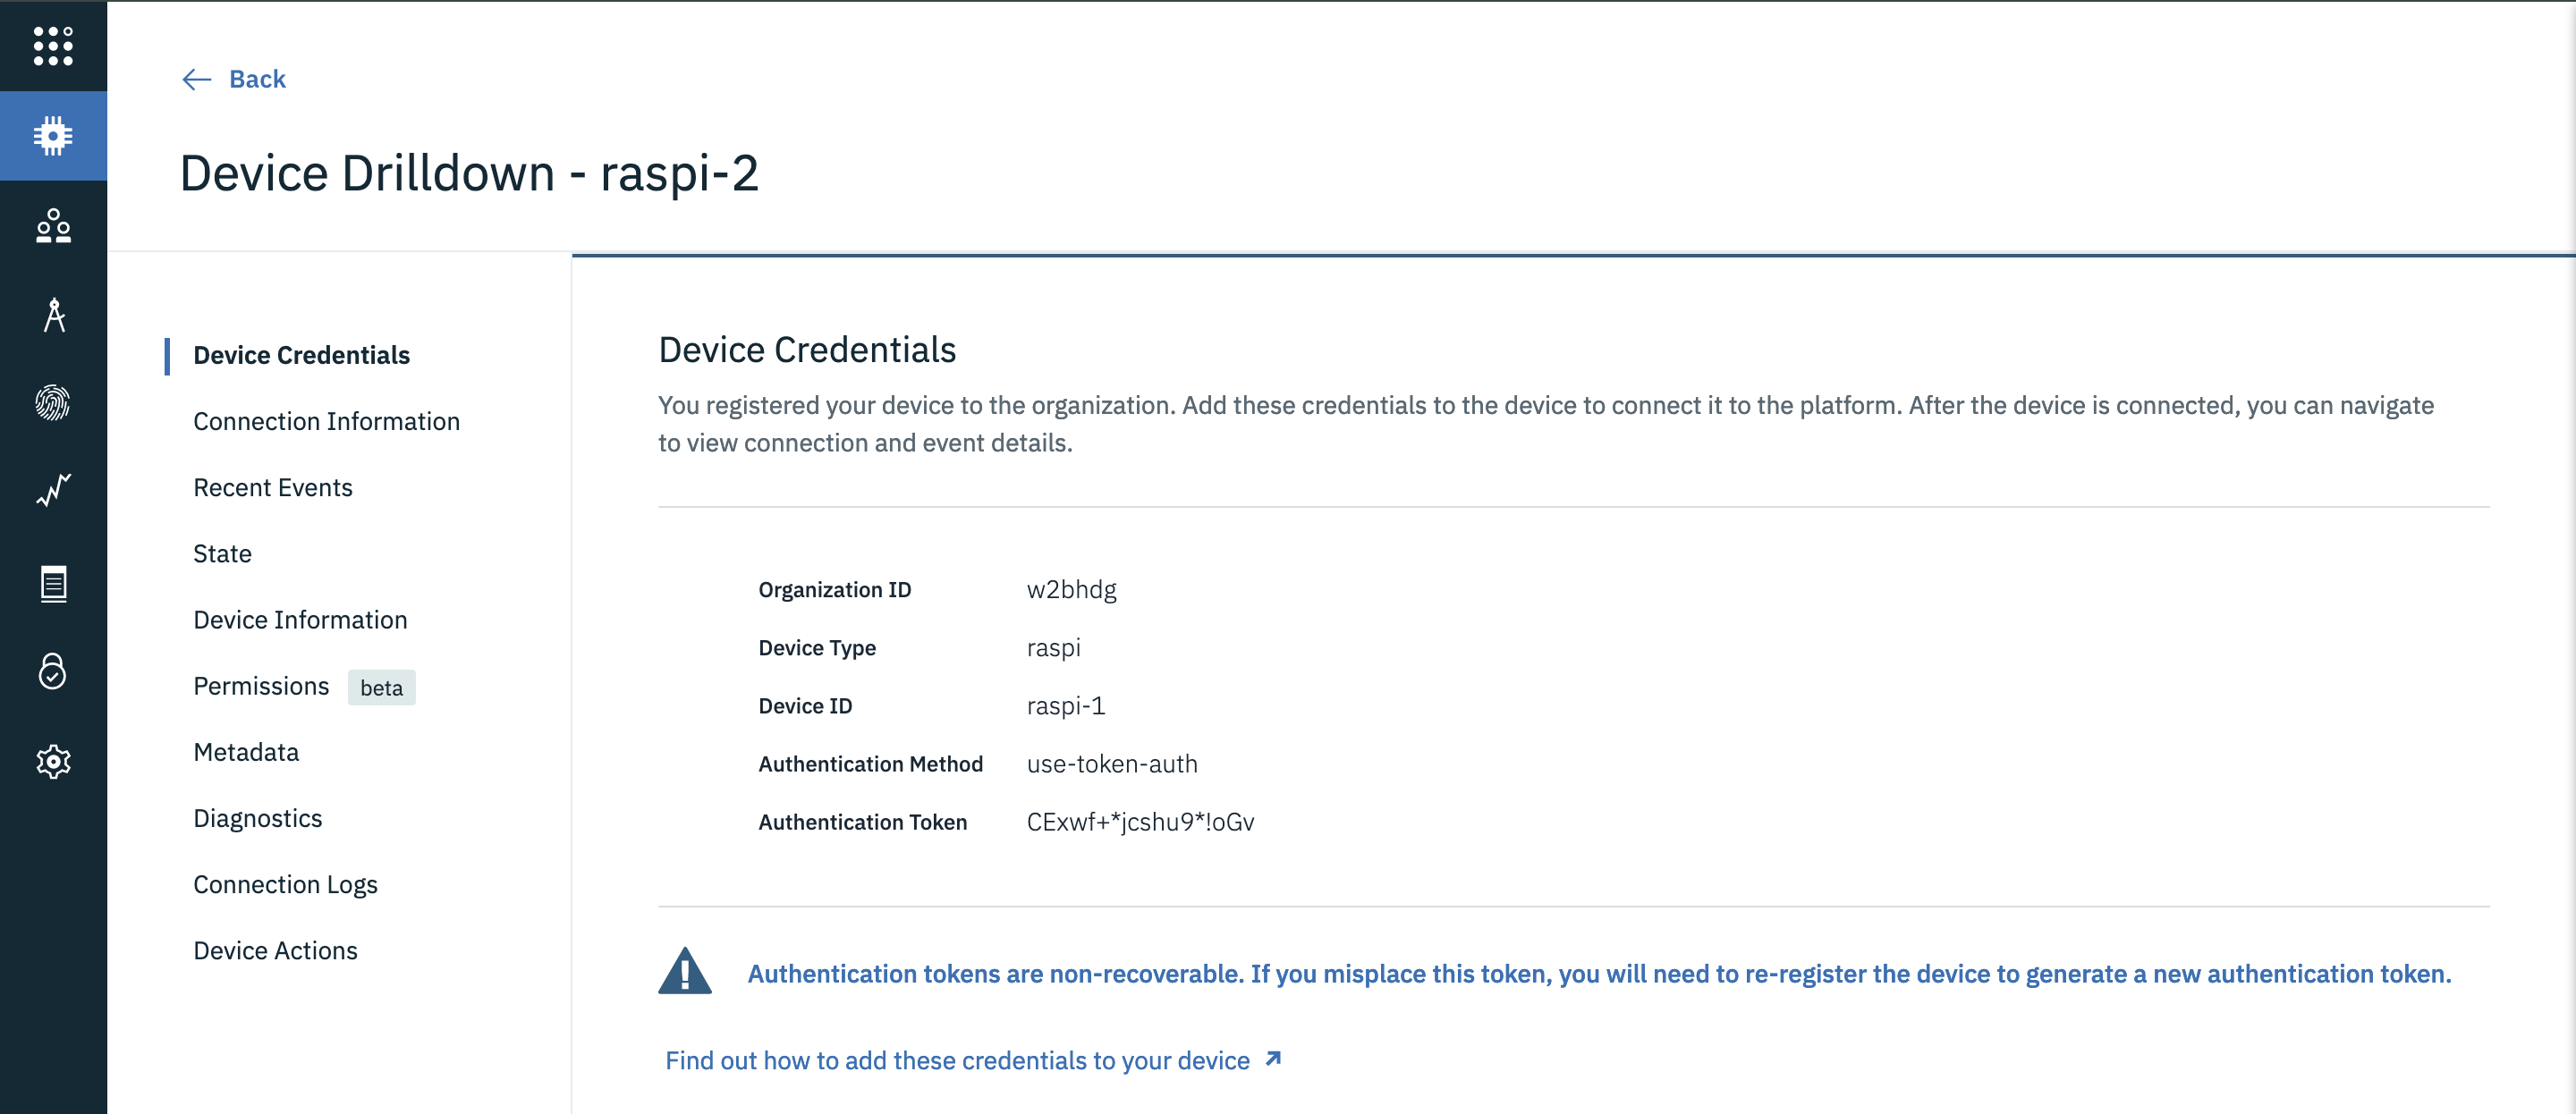 Back
Device Drilldown - raspi-2
Device Credentials
Connection Information
Recent Events
State
Device Information
Permissions beta
Metadata
Diagnostics
Connection Logs
Device Actions
Device Credentials
You registered your device to the organization. Add these credentials to the device to connect it to the platform. After the device is connected, you can navigate
to view connection and event details.
Organization ID w2bhdg
Device Type raspi
Device ID raspi-1
Authentication Method use-token-auth
Authentication Token CExwf+*jcshu9*!oGv
Authentication tokens are non-recoverable. If you misplace this token, you will need to re-register the device to generate a new authentication token.
Find out how to add these credentials to your device